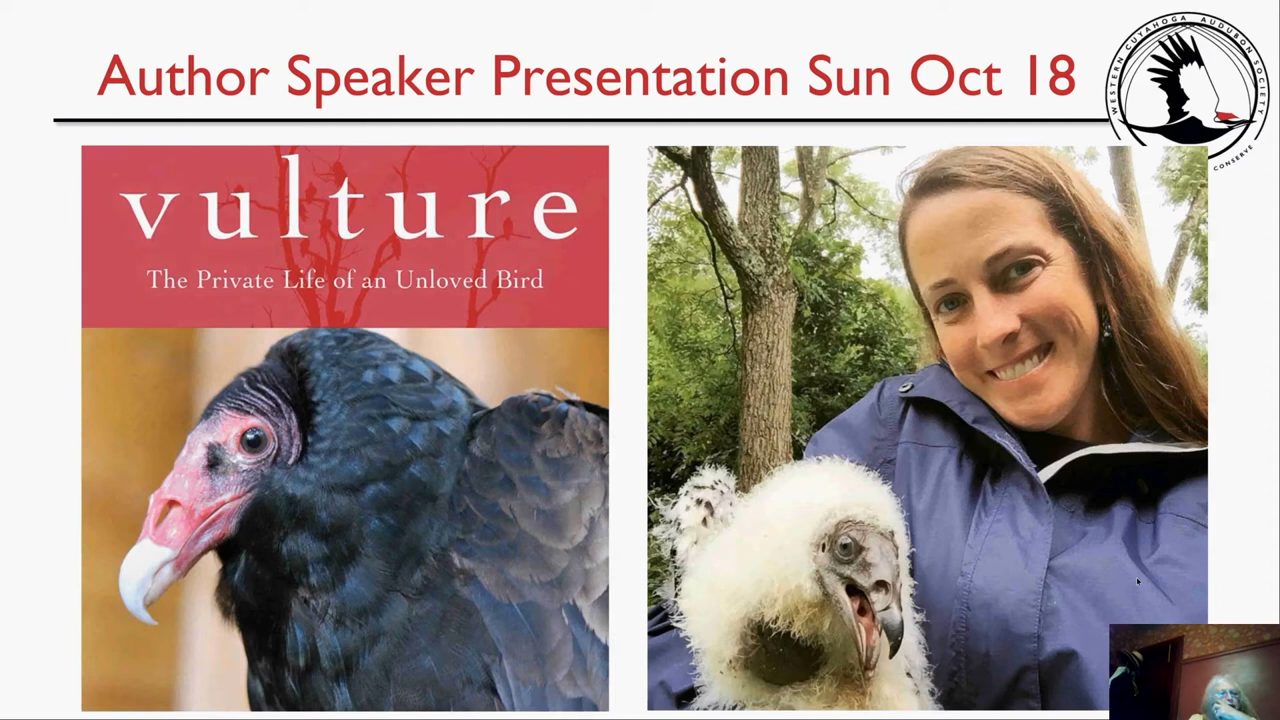 Author Speaker Presentation Sun Oct 18
WESTERN CUYAHOGA AUDUBON SOCIETY
CONSERVE
vulture
The Private Life of an Unloved Bird